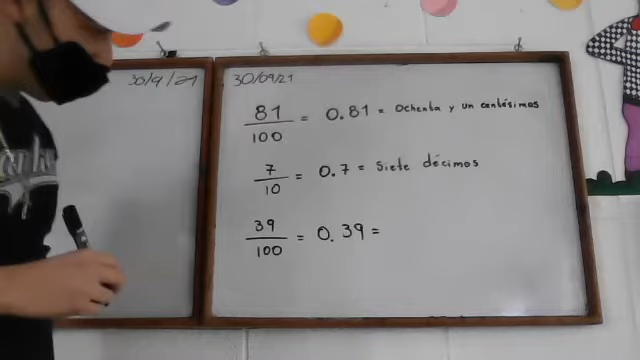 30/9/21
30/09/21
81/100 = 0.81 = Ochenta y un centésimos
7/10 = 0.7 = Siete décimos
39/100 = 0.39 =